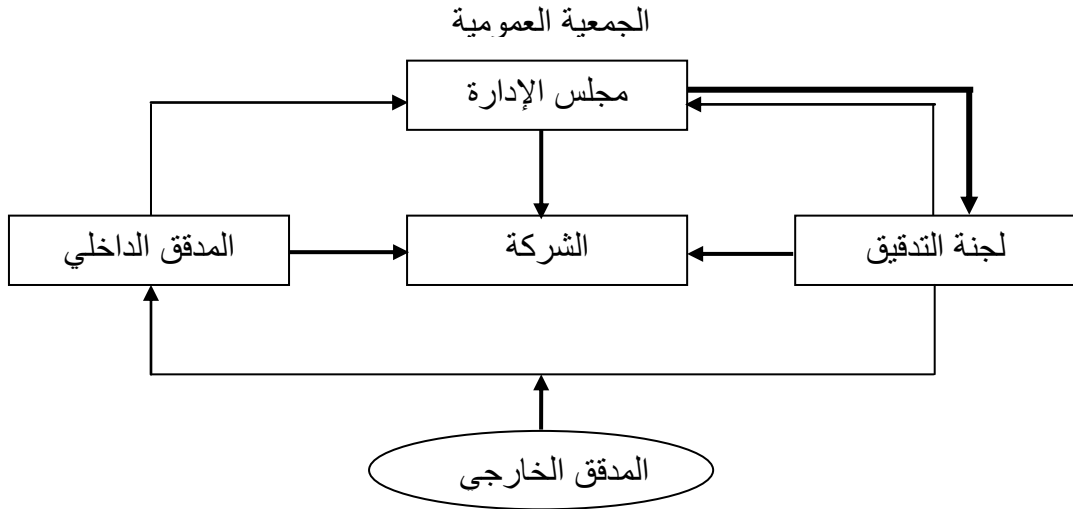 الجمعية العمومية
مجلس الإدارة
لجنة التدقيق
الشركة
المدقق الداخلي
المدقق الخارجي